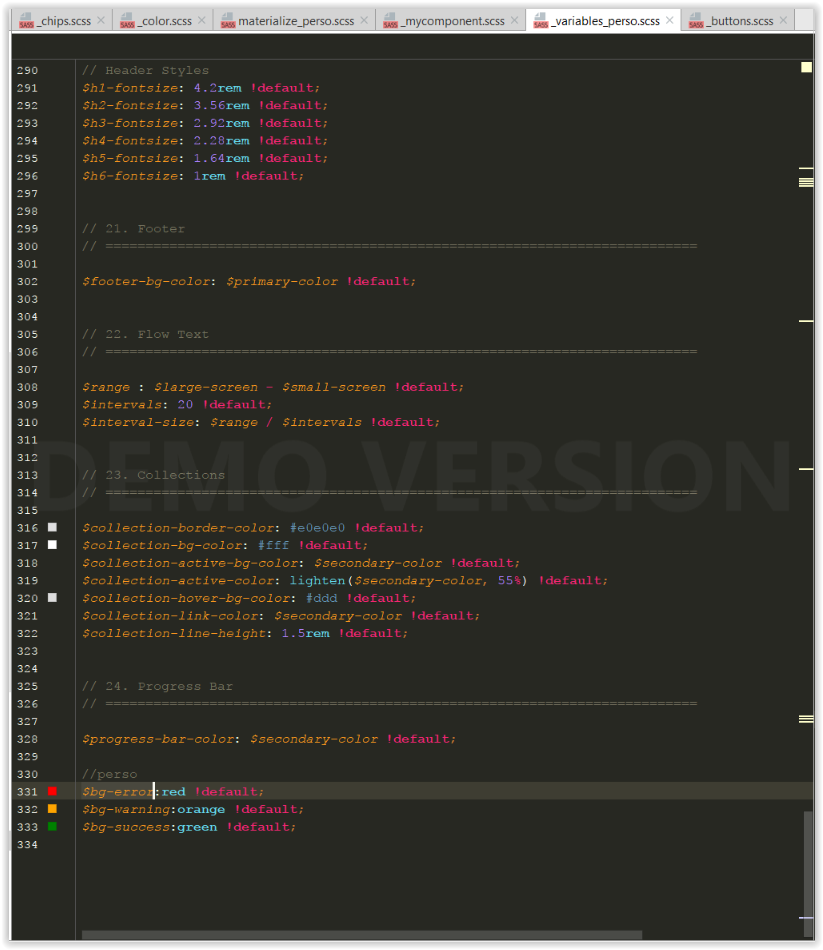 _chips.scss _color.scss materialize_perso.scss _mycomponent.scss _variables_perso.scss _buttons.scss
290 // Header Styles
291 $h1-fontsize: 4.2rem !default;
292 $h2-fontsize: 3.56rem !default;
293 $h3-fontsize: 2.92rem !default;
294 $h4-fontsize: 2.28rem !default;
295 $h5-fontsize: 1.64rem !default;
296 $h6-fontsize: 1rem !default;
297
298
299 // 21. Footer
300 // ==========================================================================
301
302 $footer-bg-color: $primary-color !default;
303
304
305 // 22. Flow Text
306 // ==========================================================================
307
308 $range : $large-screen - $small-screen !default;
309 $intervals: 20 !default;
310 $interval-size: $range / $intervals !default;
311
312
DEMO VERSION
313 // 23. Collections
314 // ==========================================================================
315
316 $collection-border-color: #e0e0e0 !default;
317 $collection-bg-color: #fff !default;
318 $collection-active-bg-color: $secondary-color !default;
319 $collection-active-color: lighten($secondary-color, 55%) !default;
320 $collection-hover-bg-color: #ddd !default;
321 $collection-link-color: $secondary-color !default;
322 $collection-line-height: 1.5rem !default;
323
324
325 // 24. Progress Bar
326 // ==========================================================================
327
328 $progress-bar-color: $secondary-color !default;
329
330 //perso
331 $bg-error:red !default;
332 $bg-warning:orange !default;
333 $bg-success:green !default;
334